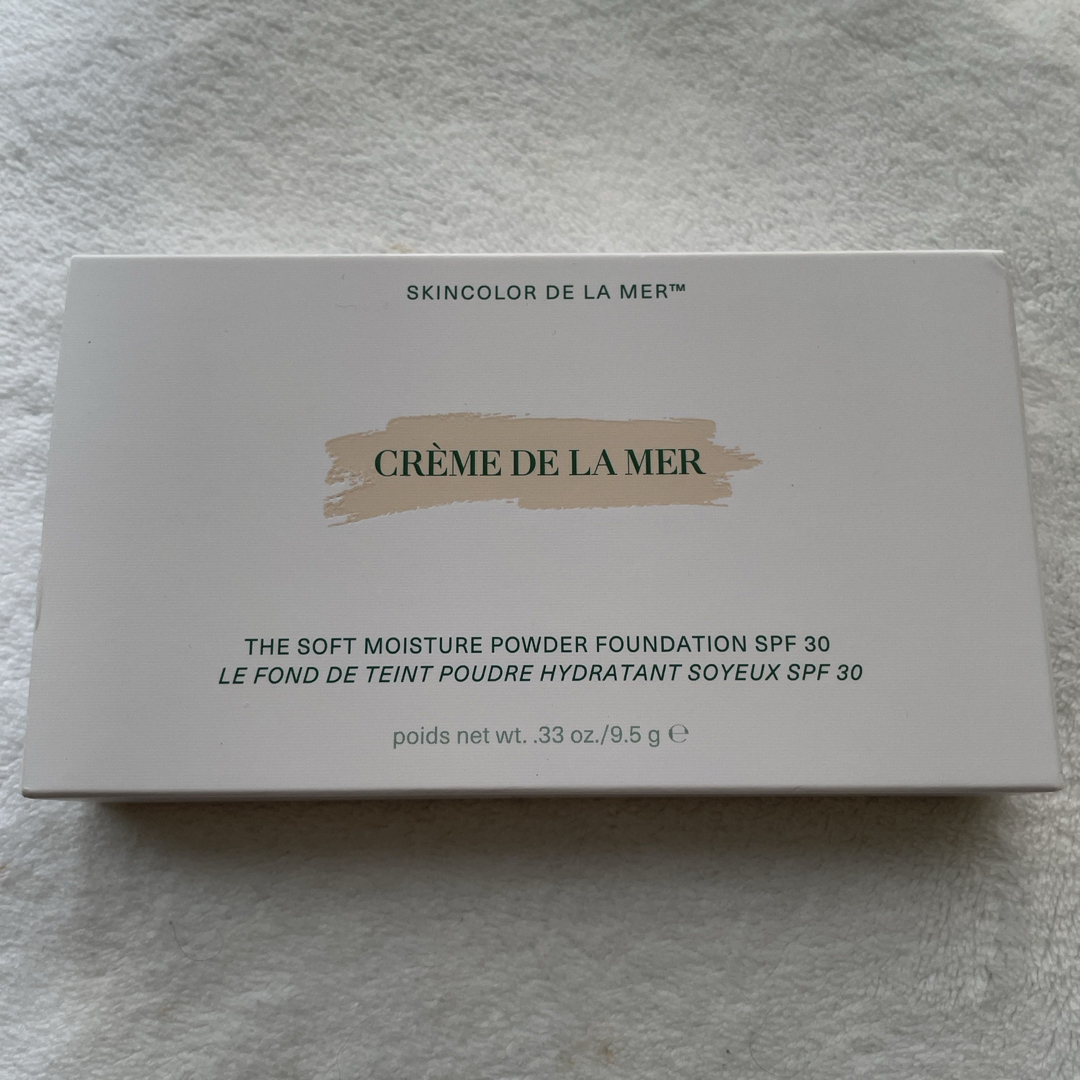 SKINCOLOR DE LA MER™
CRÈME DE LA MER
THE SOFT MOISTURE POWDER FOUNDATION SPF 30
LE FOND DE TEINT POUDRE HYDRATANT SOYEUX SPF 30
poids net wt. .33 oz./9.5 g ℮